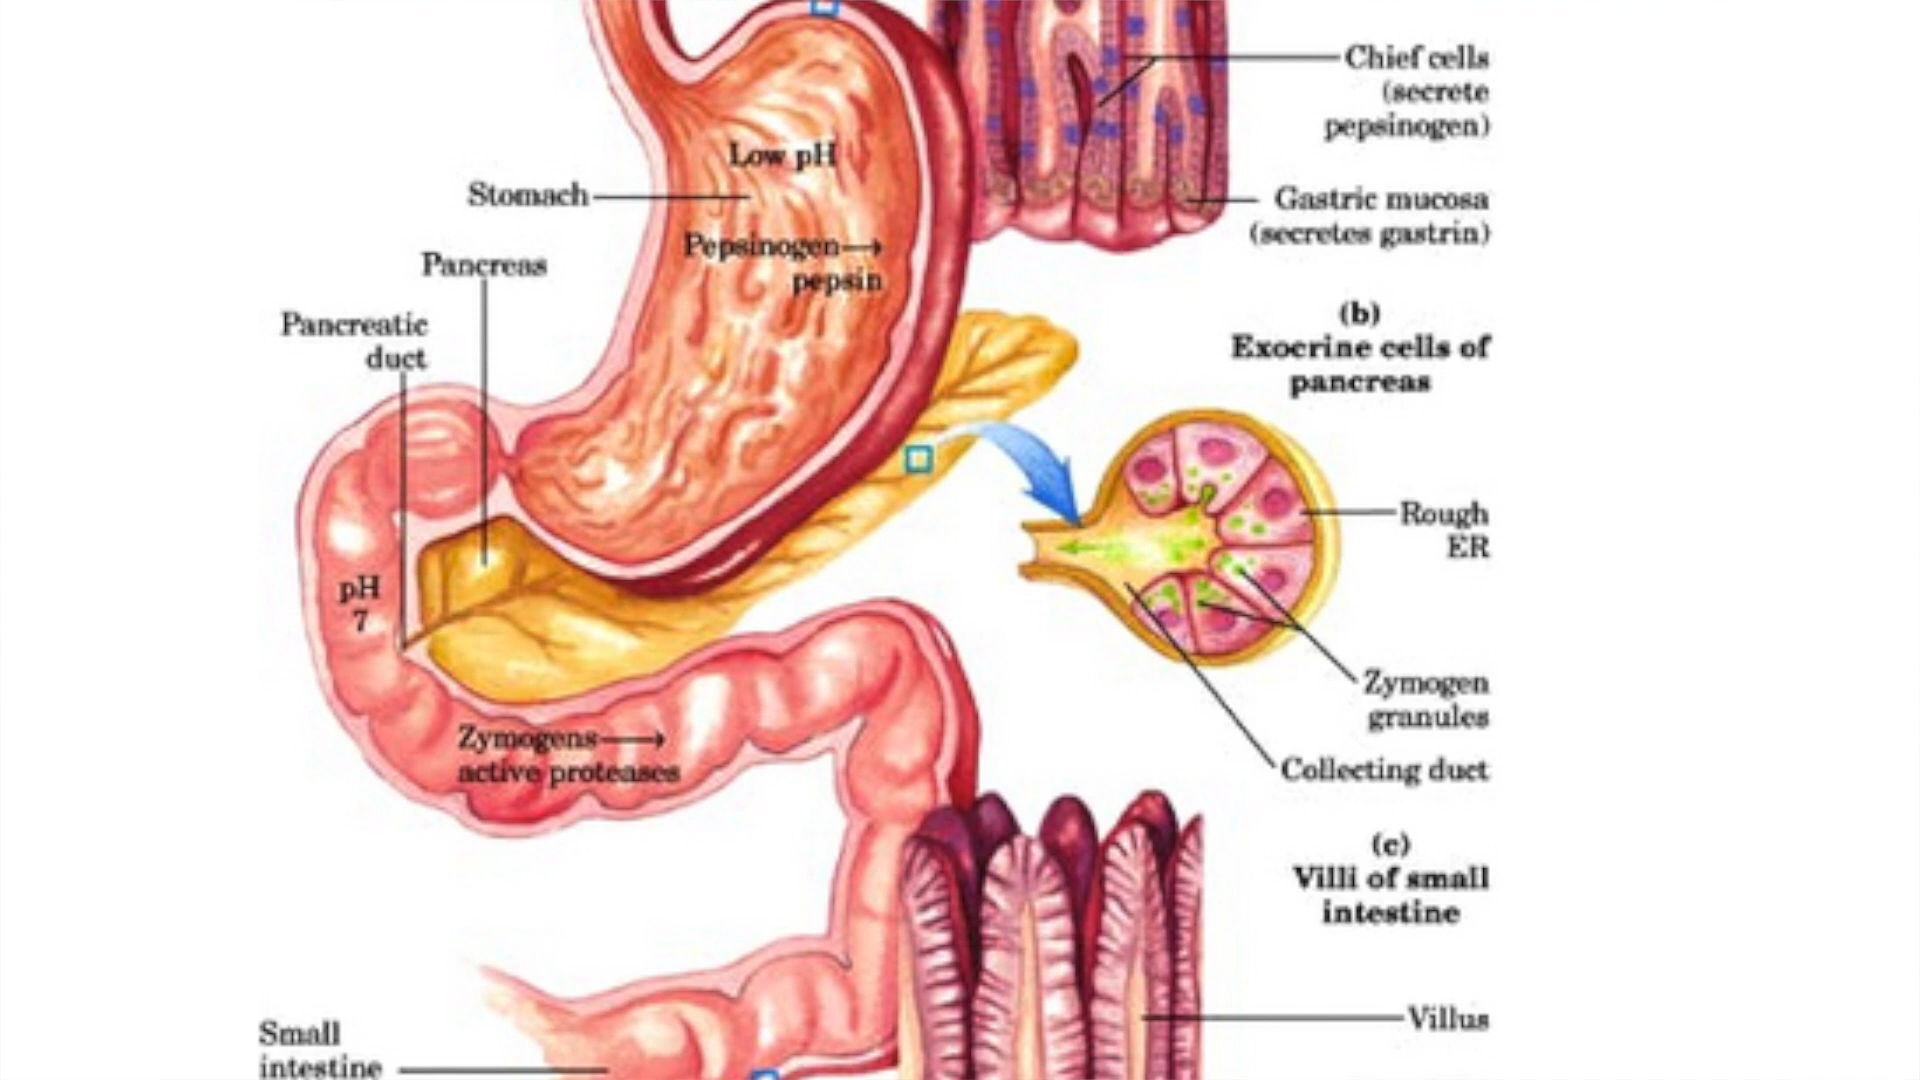 Chief cells
(secrete
pepsinogen)
Low pH
Stomach
Gastric mucosa
(secretes gastrin)
Pepsinogen→
pepsin
Pancreas
Pancreatic
duct
(b)
Exocrine cells of
pancreas
Rough
ER
pH
7
Zymogen
granules
Zymogens→
active proteases
Collecting duct
(c)
Villi of small
intestine
Villus
Small
intestine